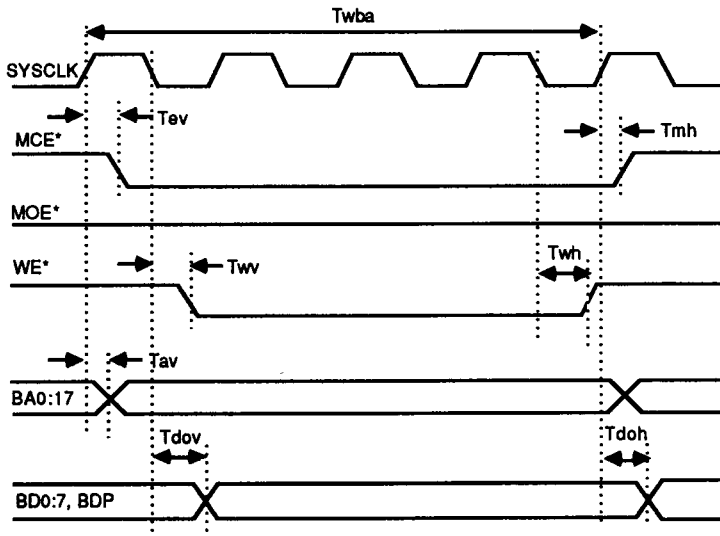 Twba
SYSCLK
Tev
Tmh
MCE*
MOE*
WE*
Twv
Twh
Tav
BA0:17
Tdov
Tdoh
BD0:7, BDP